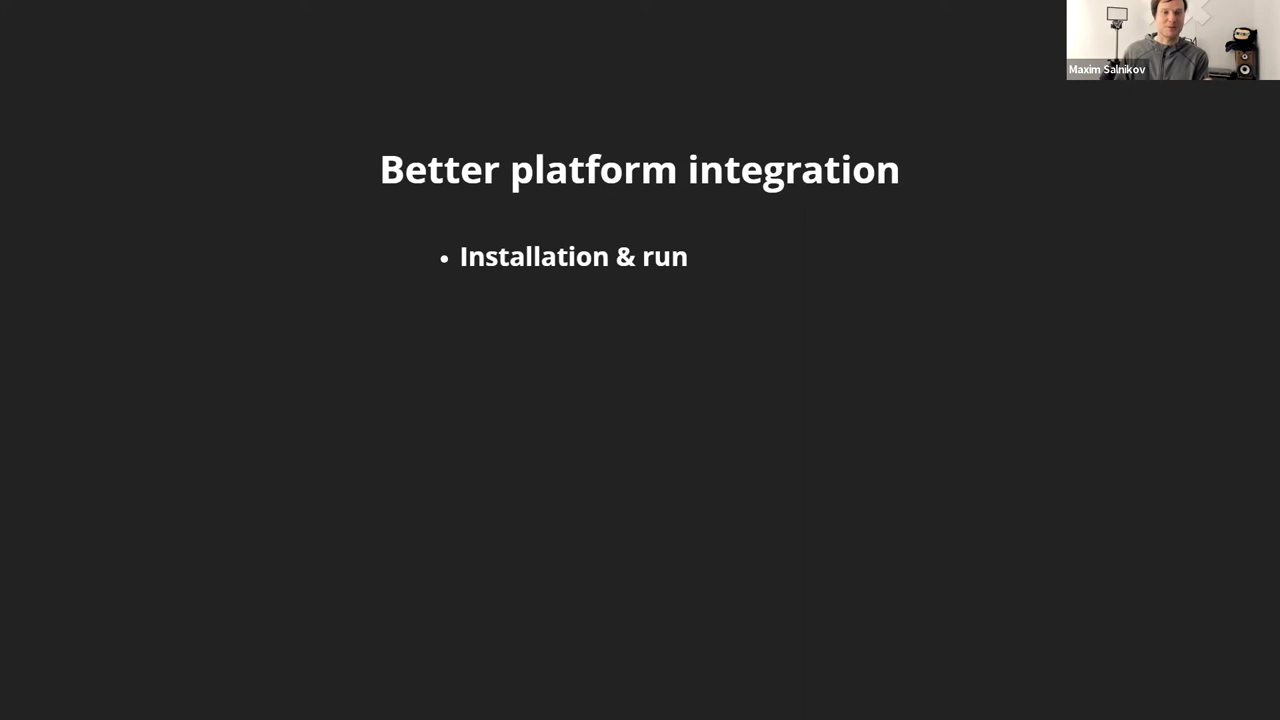 Maxim Salnikov
Better platform integration
• Installation & run